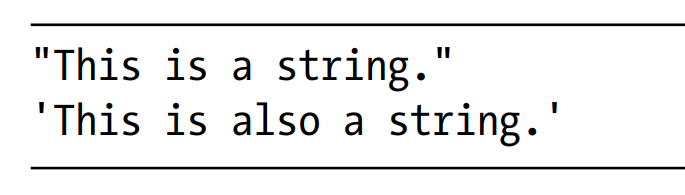 "This is a string."
'This is also a string.'